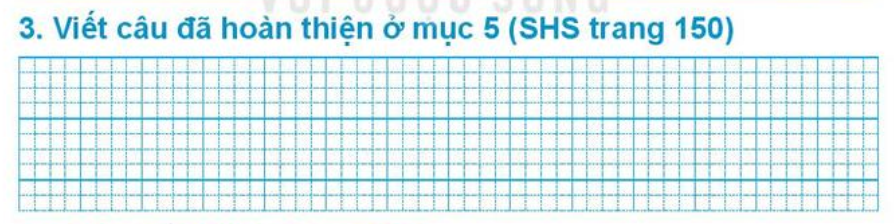 3. Viết câu đã hoàn thiện ở mục 5 (SHS trang 150)